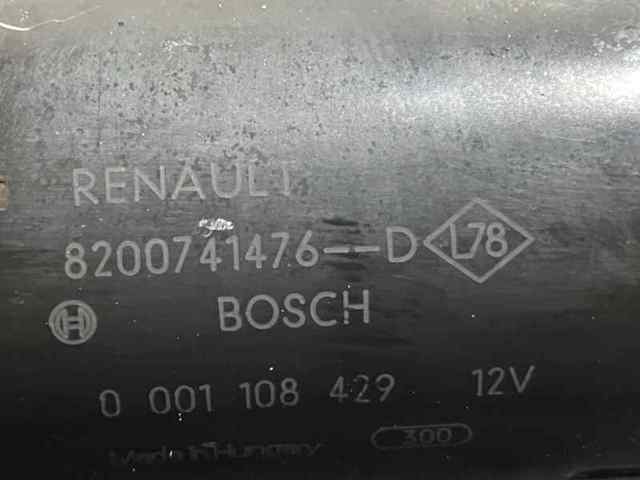 RENAULT
8200741476--D L78
BOSCH
0 001 108 429 12V
Made in Hungary 300